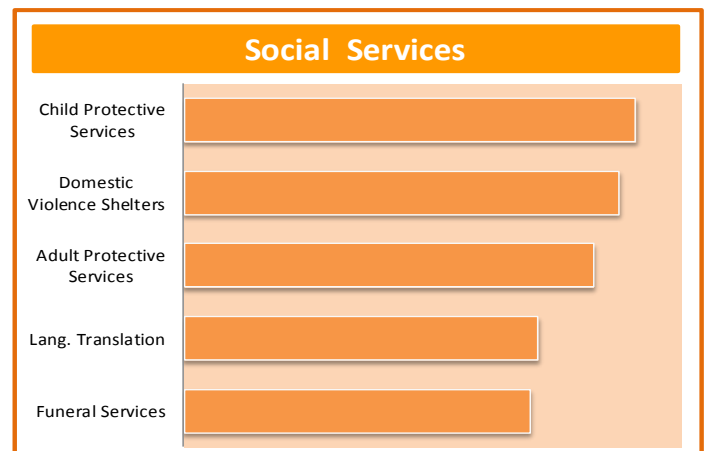 Social Services
Child Protective
Services
Domestic
Violence Shelters
Adult Protective
Services
Lang. Translation
Funeral Services